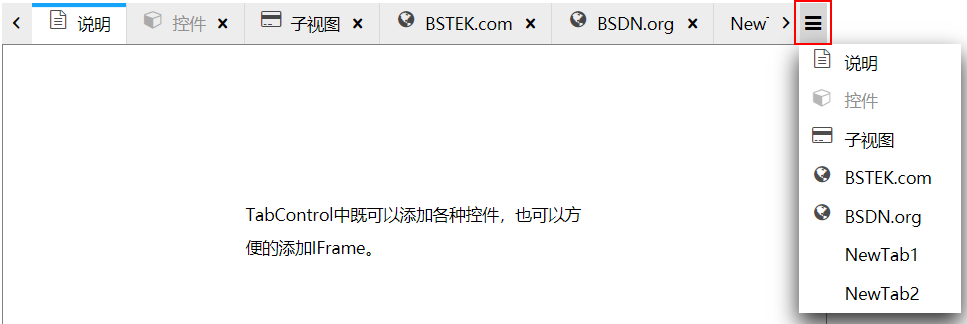 说明 控件 子视图 BSTEK.com BSDN.org NewT
说明
控件
子视图
BSTEK.com
BSDN.org
NewTab1
NewTab2
TabControl中既可以添加各种控件，也可以方
便的添加IFrame。